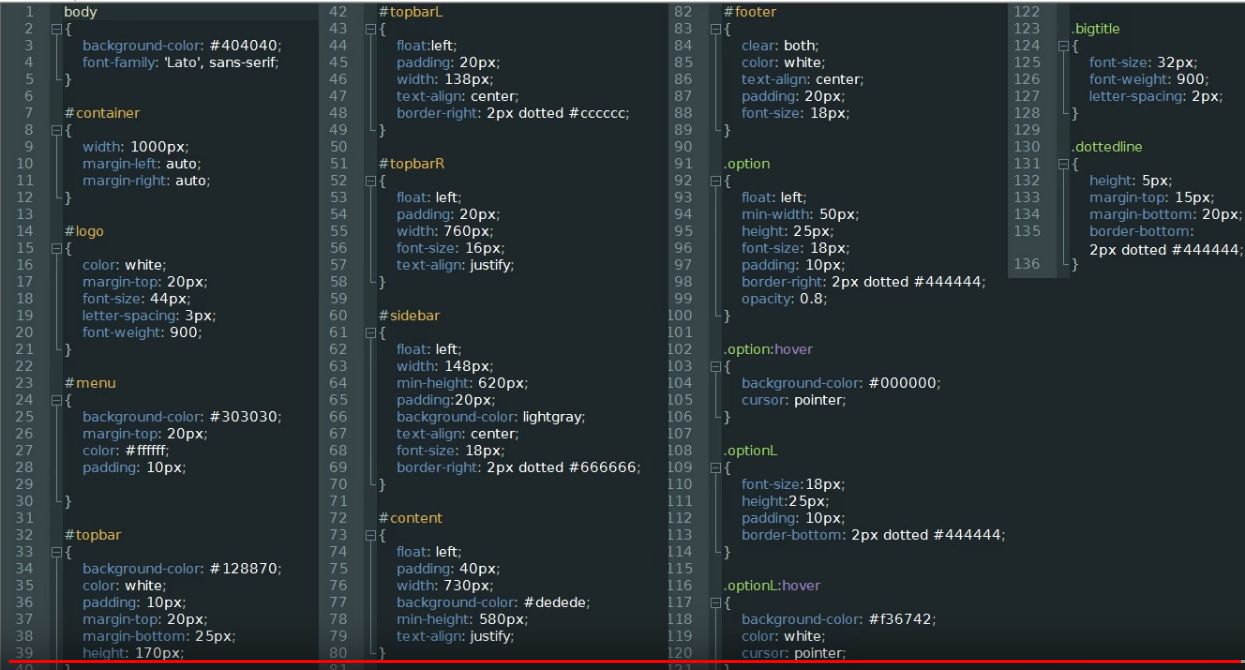 1 body
2 {
3 background-color: #404040;
4 font-family: 'Lato', sans-serif;
5 }
6
7 #container
8 {
9 width: 1000px;
10 margin-left: auto;
11 margin-right: auto;
12 }
13
14 #logo
15 {
16 color: white;
17 margin-top: 20px;
18 font-size: 44px;
19 letter-spacing: 3px;
20 font-weight: 900;
21 }
22
23 #menu
24 {
25 background-color: #303030;
26 margin-top: 20px;
27 color: #ffffff;
28 padding: 10px;
29
30 }
31
32 #topbar
33 {
34 background-color: #128870;
35 color: white;
36 padding: 10px;
37 margin-top: 20px;
38 margin-bottom: 25px;
39 height: 170px;
40 }
42 #topbarL
43 {
44 float:left;
45 padding: 20px;
46 width: 138px;
47 text-align: center;
48 border-right: 2px dotted #cccccc;
49 }
50
51 #topbarR
52 {
53 float: left;
54 padding: 20px;
55 width: 760px;
56 font-size: 16px;
57 text-align: justify;
58 }
59
60 #sidebar
61 {
62 float: left;
63 width: 148px;
64 min-height: 620px;
65 padding:20px;
66 background-color: lightgray;
67 text-align: center;
68 font-size: 18px;
69 border-right: 2px dotted #666666;
70 }
71
72 #content
73 {
74 float: left;
75 padding: 40px;
76 width: 730px;
77 background-color: #dedede;
78 min-height: 580px;
79 text-align: justify;
80 }
81
82 #footer
83 {
84 clear: both;
85 color: white;
86 text-align: center;
87 padding: 20px;
88 font-size: 18px;
89 }
90
91 .option
92 {
93 float: left;
94 min-width: 50px;
95 height: 25px;
96 font-size: 18px;
97 padding: 10px;
98 border-right: 2px dotted #444444;
99 opacity: 0.8;
100 }
101
102 .option:hover
103 {
104 background-color: #000000;
105 cursor: pointer;
106 }
107
108 .optionL
109 {
110 font-size:18px;
111 height:25px;
112 padding: 10px;
113 border-bottom: 2px dotted #444444;
114 }
115
116 .optionL:hover
117 {
118 background-color: #f36742;
119 color: white;
120 cursor: pointer;
121 }
122
123 .bigtitle
124 {
125 font-size: 32px;
126 font-weight: 900;
127 letter-spacing: 2px;
128 }
129
130 .dottedline
131 {
132 height: 5px;
133 margin-top: 15px;
134 margin-bottom: 20px;
135 border-bottom:
2px dotted #444444;
136 }